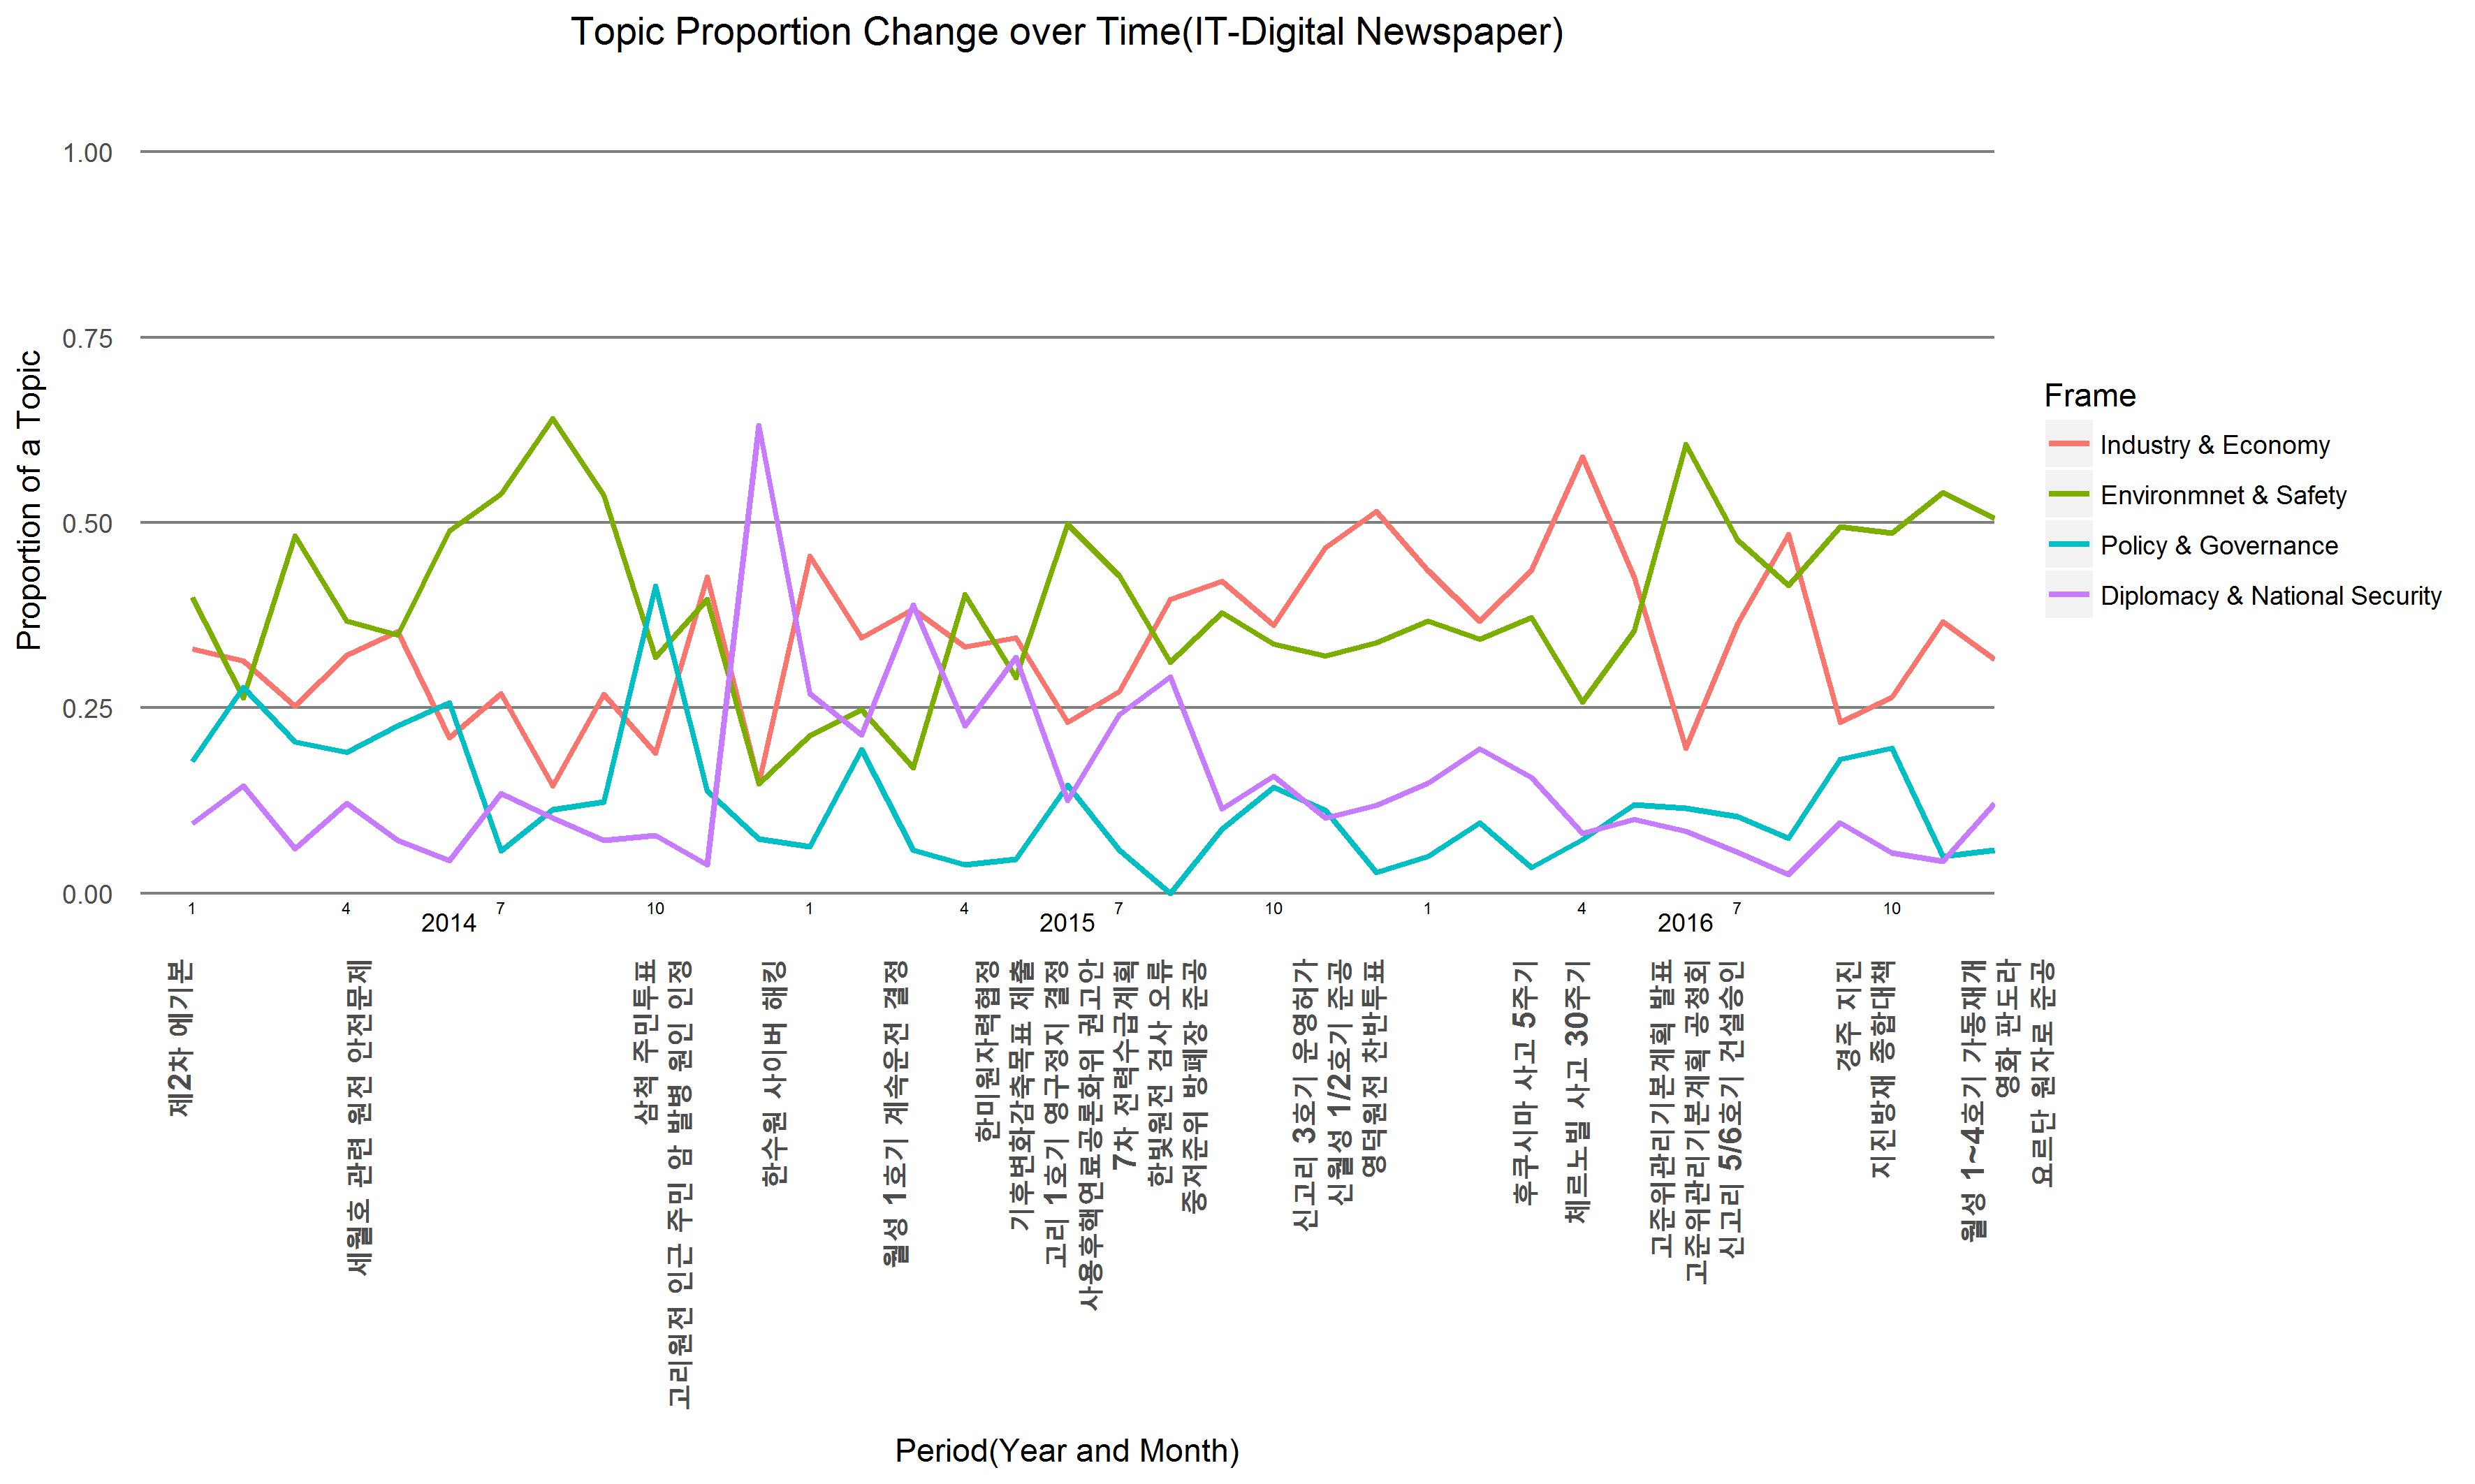 Topic Proportion Change over Time(IT-Digital Newspaper)
Proportion of a Topic
1.00
0.75
0.50
0.25
0.00
1
4
7
10
1
4
7
10
1
4
7
10
2014
2015
2016
제2차 에기본
세월호 관련 원전 안전문제
삼척 주민투표
고리원전 인근 주민 암 발병 원인 인정
한수원 사이버 해킹
월성 1호기 계속운전 결정
한미원자력협정
기후변화감축목표 제출
고리 1호기 영구정지 결정
사용후핵연료공론화위 권고안
7차 전력수급계획
한빛원전 검사 오류
중저준위 방폐장 준공
신고리 3호기 운영허가
신월성 1/2호기 준공
영덕원전 찬반투표
후쿠시마 사고 5주기
체르노빌 사고 30주기
고준위관리기본계획 발표
고준위관리기본계획 공청회
신고리 5/6호기 건설승인
경주 지진
지진방재 종합대책
월성 1~4호기 가동재개
영화 판도라
요르단 원자로 준공
Period(Year and Month)
Frame
Industry & Economy
Environmnet & Safety
Policy & Governance
Diplomacy & National Security